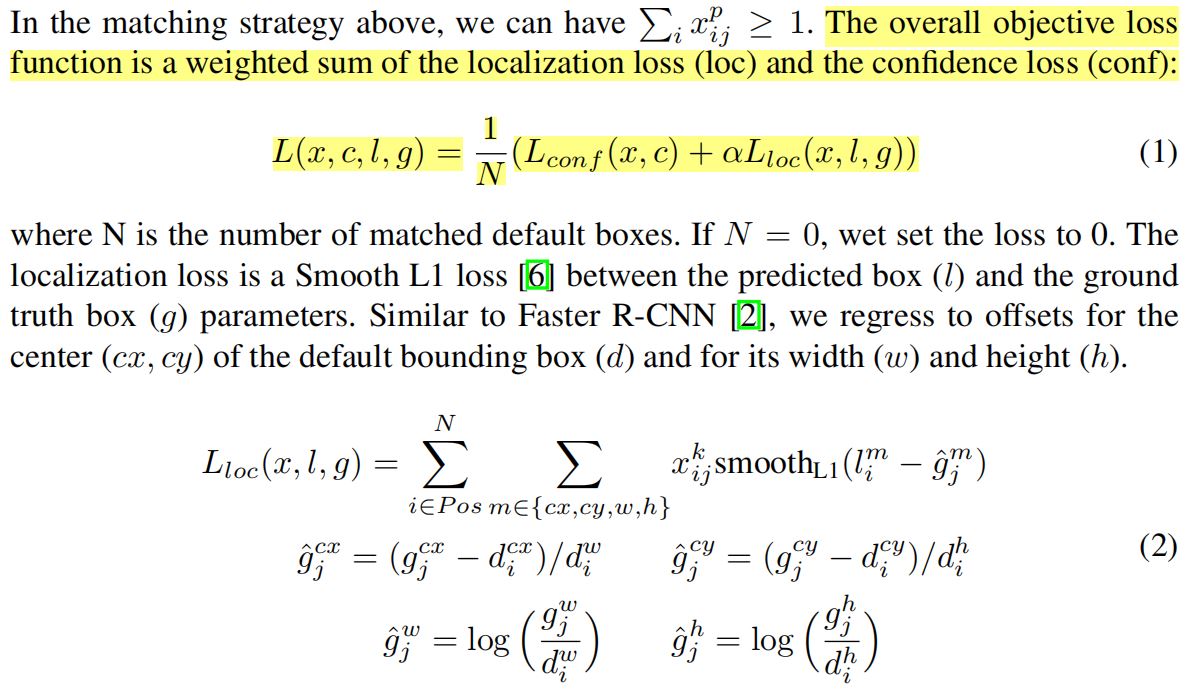 In the matching strategy above, we can have $\sum_i x_{ij}^p \geq 1$. The overall objective loss
function is a weighted sum of the localization loss (loc) and the confidence loss (conf):
$L(x, c, l, g) = \frac{1}{N}(L_{conf}(x, c) + \alpha L_{loc}(x, l, g))$ (1)
where N is the number of matched default boxes. If $N = 0$, wet set the loss to 0. The
localization loss is a Smooth L1 loss [6] between the predicted box ($l$) and the ground
truth box ($g$) parameters. Similar to Faster R-CNN [2], we regress to offsets for the
center ($cx, cy$) of the default bounding box ($d$) and for its width ($w$) and height ($h$).
$L_{loc}(x, l, g) = \sum_{i \in Pos}^{N} \sum_{m \in \{cx, cy, w, h\}} x_{ij}^k \text{smooth}_{\text{L1}}(l_i^m - \hat{g}_j^m)$
$\hat{g}_j^{cx} = (g_j^{cx} - d_i^{cx}) / d_i^w \quad \hat{g}_j^{cy} = (g_j^{cy} - d_i^{cy}) / d_i^h$ (2)
$\hat{g}_j^w = \log\left(\frac{g_j^w}{d_i^w}\right) \quad \hat{g}_j^h = \log\left(\frac{g_j^h}{d_i^h}\right)$